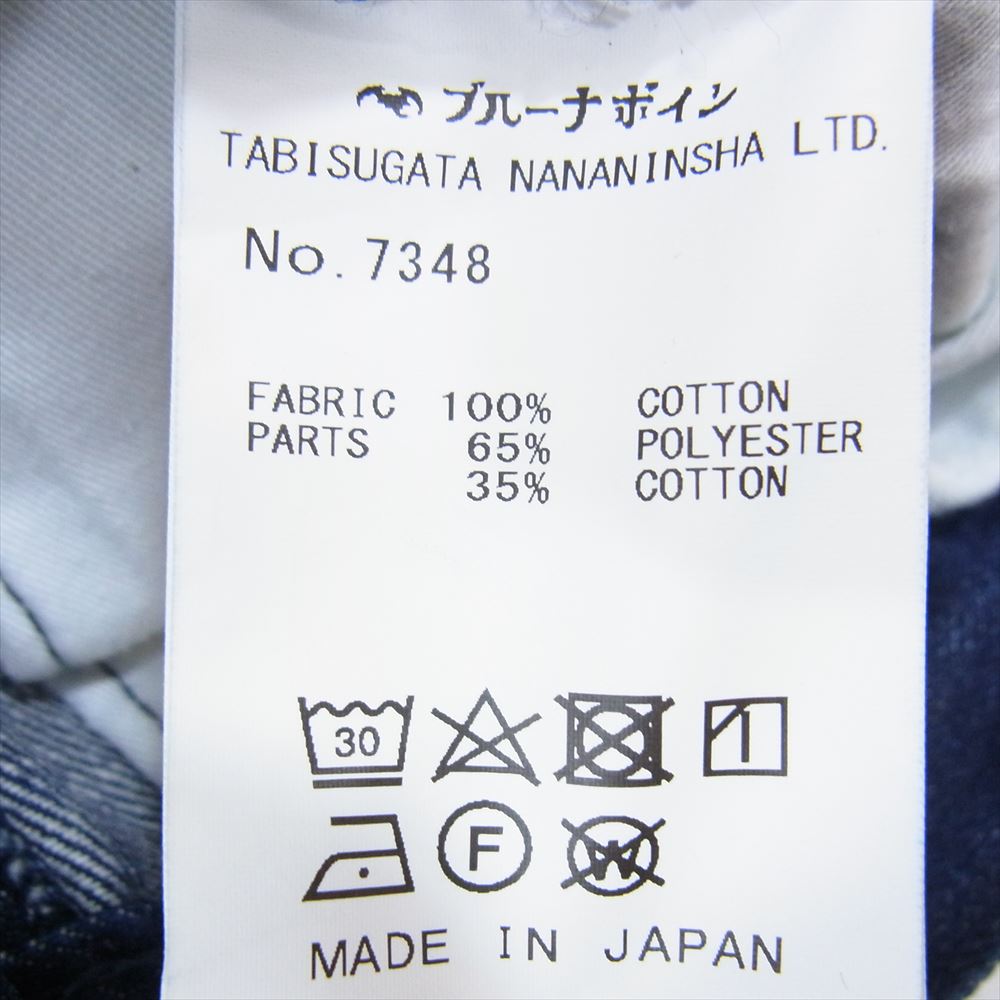 ブルーナボイン
TABISUGATA NANANINSHA LTD.
No. 7348
FABRIC 100% COTTON
PARTS 65% POLYESTER
35% COTTON
30
F
W
MADE IN JAPAN